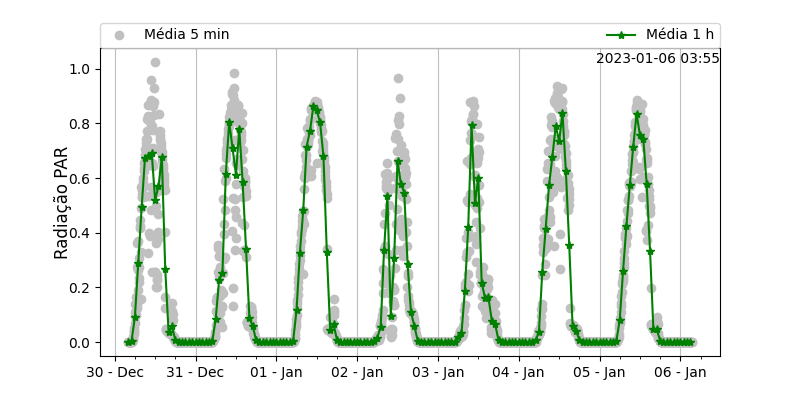 Média 5 min
Média 1 h
2023-01-06 03:55
Radiação PAR
1.0
0.8
0.6
0.4
0.2
0.0
30 - Dec
31 - Dec
01 - Jan
02 - Jan
03 - Jan
04 - Jan
05 - Jan
06 - Jan